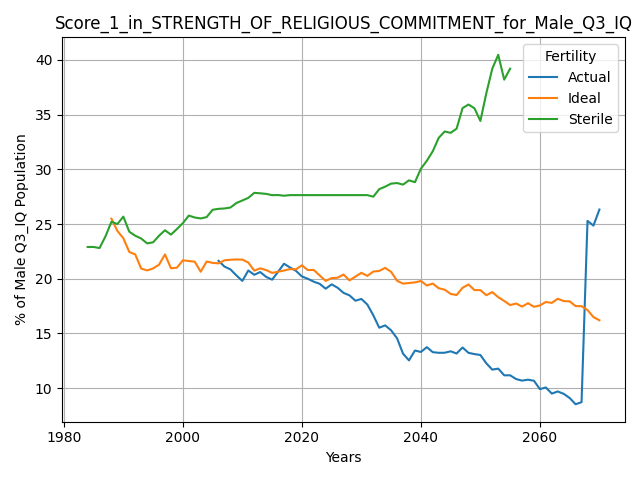 Score_1_in_STRENGTH_OF_RELIGIOUS_COMMITMENT_for_Male_Q3_IQ
Fertility
Actual
Ideal
Sterile
% of Male Q3_IQ Population
40
35
30
25
20
15
10
1980
2000
2020
2040
2060
Years